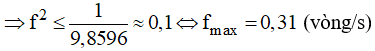 ⇒ f² ≤ 1/9,8596 ≈ 0,1 ⇔ f_max = 0,31 (vòng/s)